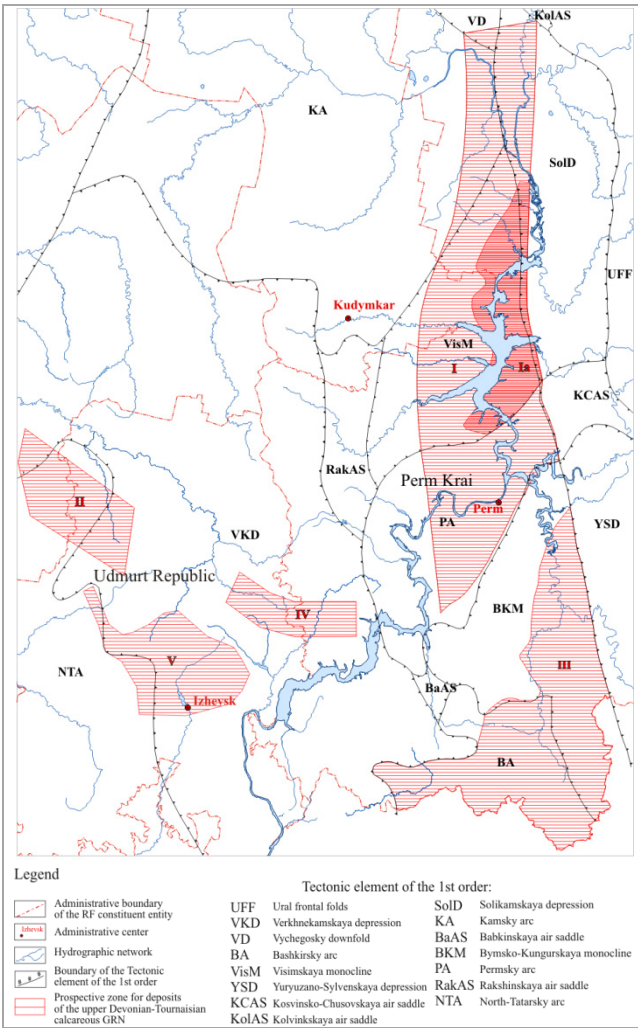 VD
KolAS
KA
SolD
UFF
Kudymkar
VisM
I
Ia
KCAS
RakAS
Perm Krai
II
Perm
PA
VKD
YSD
Udmurt Republic
IV
BKM
V
III
NTA
BaAS
Izhevsk
BA
Legend
Administrative boundary
of the RF constituent entity
Izhevsk
Administrative center
Hydrographic network
Boundary of the Tectonic
element of the 1st order
Prospective zone for deposits
of the upper Devonian-Tournaisian
calcareous GRN
Tectonic element of the 1st order:
UFF Ural frontal folds
VKD Verkhnekamskaya depression
VD Vychegosky downfold
BA Bashkirsky arc
VisM Visimskaya monocline
YSD Yuryuzano-Sylvenskaya depression
KCAS Kosvinsko-Chusovskaya air saddle
KolAS Kolvinkskaya air saddle
SolD Solikamskaya depression
KA Kamsky arc
BaAS Babkinskaya air saddle
BKM Bymsko-Kungurskaya monocline
PA Permsky arc
RakAS Rakshinskaya air saddle
NTA North-Tatarsky arc